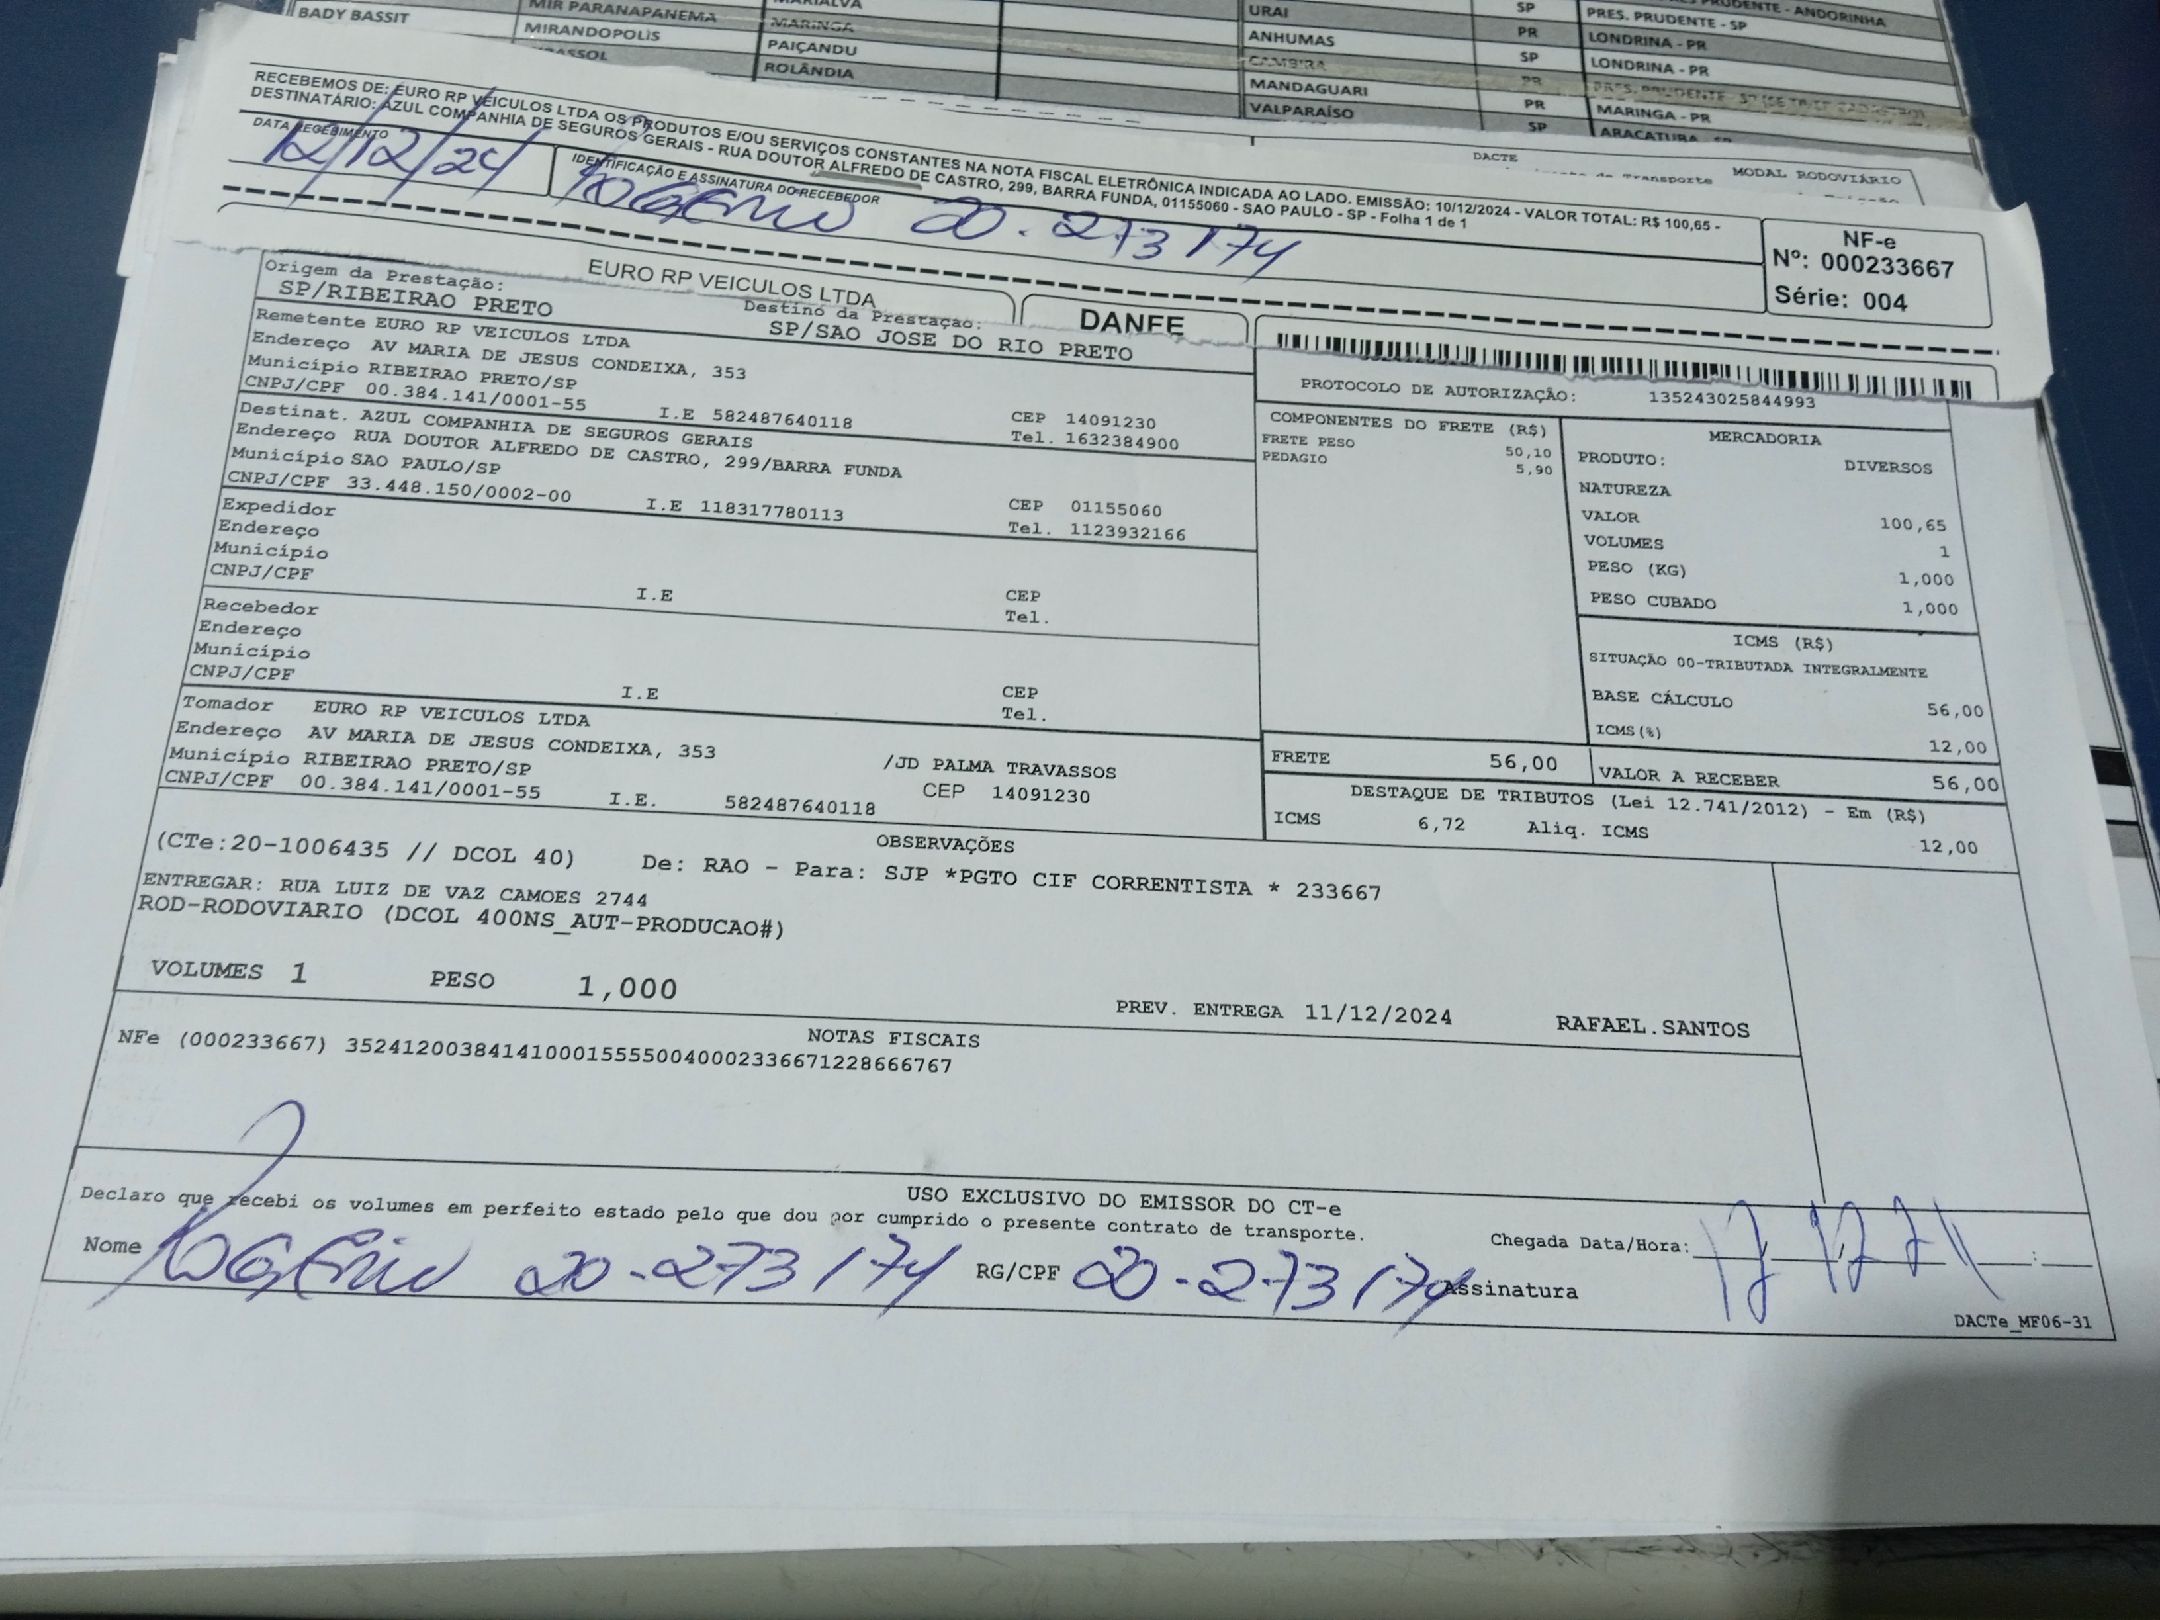 BADY BASSIT
MIR PARANAPANEMA
MIRANDOPOLIS
MARINGA
PAIÇANDU
ROLÂNDIA
URAI
SP
PRES. PRUDENTE - SP
ANHUMAS
PR
LONDRINA - PR
CAMBIRA
SP
LONDRINA - PR
MANDAGUARI
PR
VALPARAÍSO
PR
MARINGA - PR
SP
DACTE
MODAL RODOVIÁRIO
RECEBEMOS DE: EURO RP VEICULOS LTDA OS PRODUTOS E/OU SERVIÇOS CONSTANTES NA NOTA FISCAL ELETRÔNICA INDICADA AO LADO. EMISSÃO: 10/12/2024 - VALOR TOTAL: R$ 100,65 -
DESTINATÁRIO: AZUL COMPANHIA DE SEGUROS GERAIS - RUA DOUTOR ALFREDO DE CASTRO, 299, BARRA FUNDA, 01155060 - SAO PAULO - SP - Folha 1 de 1
DATA RECEBIMENTO
12/12/24
IDENTIFICAÇÃO E ASSINATURA DO RECEBEDOR
ROGERIO 20.273174
NF-e
Nº: 000233667
Série: 004
EURO RP VEICULOS LTDA
DANFE
Origem da Prestação:
SP/RIBEIRAO PRETO
Destino da Prestação:
SP/SAO JOSE DO RIO PRETO
Remetente EURO RP VEICULOS LTDA
Endereço AV MARIA DE JESUS CONDEIXA, 353
Município RIBEIRAO PRETO/SP CEP 14091230
CNPJ/CPF 00.384.141/0001-55 I.E 582487640118 Tel. 1632384900
Destinat. AZUL COMPANHIA DE SEGUROS GERAIS
Endereço RUA DOUTOR ALFREDO DE CASTRO, 299/BARRA FUNDA
Município SAO PAULO/SP CEP 01155060
CNPJ/CPF 33.448.150/0002-00 I.E 118317780113 Tel. 1123932166
Expedidor
Endereço
Município CEP
CNPJ/CPF I.E Tel.
Recebedor
Endereço
Município CEP
CNPJ/CPF I.E Tel.
Tomador EURO RP VEICULOS LTDA
Endereço AV MARIA DE JESUS CONDEIXA, 353 /JD PALMA TRAVASSOS
Município RIBEIRAO PRETO/SP CEP 14091230
CNPJ/CPF 00.384.141/0001-55 I.E. 582487640118
PROTOCOLO DE AUTORIZAÇÃO: 135243025844993
COMPONENTES DO FRETE (R$)
FRETE PESO 50,10
PEDAGIO 5,90
MERCADORIA
PRODUTO: DIVERSOS
NATUREZA
VALOR 100,65
VOLUMES 1
PESO (KG) 1,000
PESO CUBADO 1,000
ICMS (R$)
SITUAÇÃO 00-TRIBUTADA INTEGRALMENTE
BASE CÁLCULO 56,00
ICMS(%) 12,00
FRETE 56,00
VALOR A RECEBER 56,00
DESTAQUE DE TRIBUTOS (Lei 12.741/2012) - Em (R$)
ICMS 6,72 Aliq. ICMS 12,00
OBSERVAÇÕES
(CTe:20-1006435 // DCOL 40) De: RAO - Para: SJP *PGTO CIF CORRENTISTA * 233667
ENTREGAR: RUA LUIZ DE VAZ CAMOES 2744
ROD-RODOVIARIO (DCOL 400NS_AUT-PRODUCAO#)
VOLUMES 1 PESO 1,000
PREV. ENTREGA 11/12/2024 RAFAEL.SANTOS
NOTAS FISCAIS
NFe (000233667) 35241200384141000155550040002336671228666767
USO EXCLUSIVO DO EMISSOR DO CT-e
Declaro que recebi os volumes em perfeito estado pelo que dou por cumprido o presente contrato de transporte.
Chegada Data/Hora:
Nome ROGERIO 20-273174 RG/CPF 20-273174 Assinatura
DACTe_MF06-31